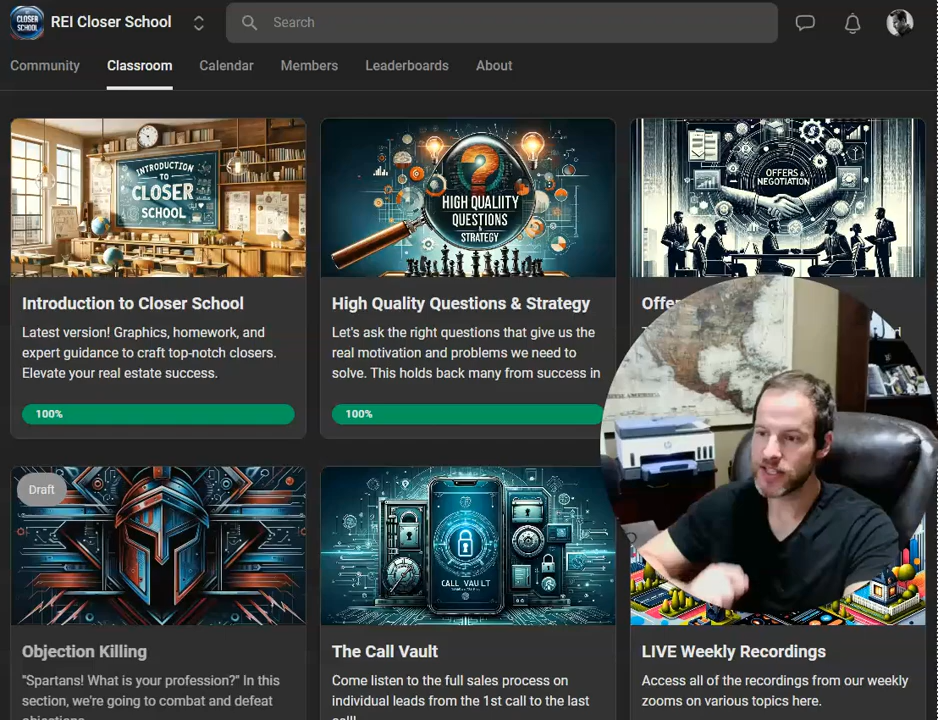 CLOSER
SCHOOL
REI Closer School
Search
Community
Classroom
Calendar
Members
Leaderboards
About
INTRODUCTION
TO
CLOSER
SCHOOL
HIGH QUALITY
QUESTIONS
&
STRATEGY
OFFERS &
NEGOTIATION
Introduction to Closer School
Latest version! Graphics, homework, and
expert guidance to craft top-notch closers.
Elevate your real estate success.
100%
High Quality Questions & Strategy
Let's ask the right questions that give us the
real motivation and problems we need to
solve. This holds back many from success in
100%
Draft
Objection Killing
"Spartans! What is your profession?" In this
section, we're going to combat and defeat
objections.
CALL VAULT
The Call Vault
Come listen to the full sales process on
individual leads from the 1st call to the last
call!
LIVE Weekly Recordings
Access all of the recordings from our weekly
zooms on various topics here.